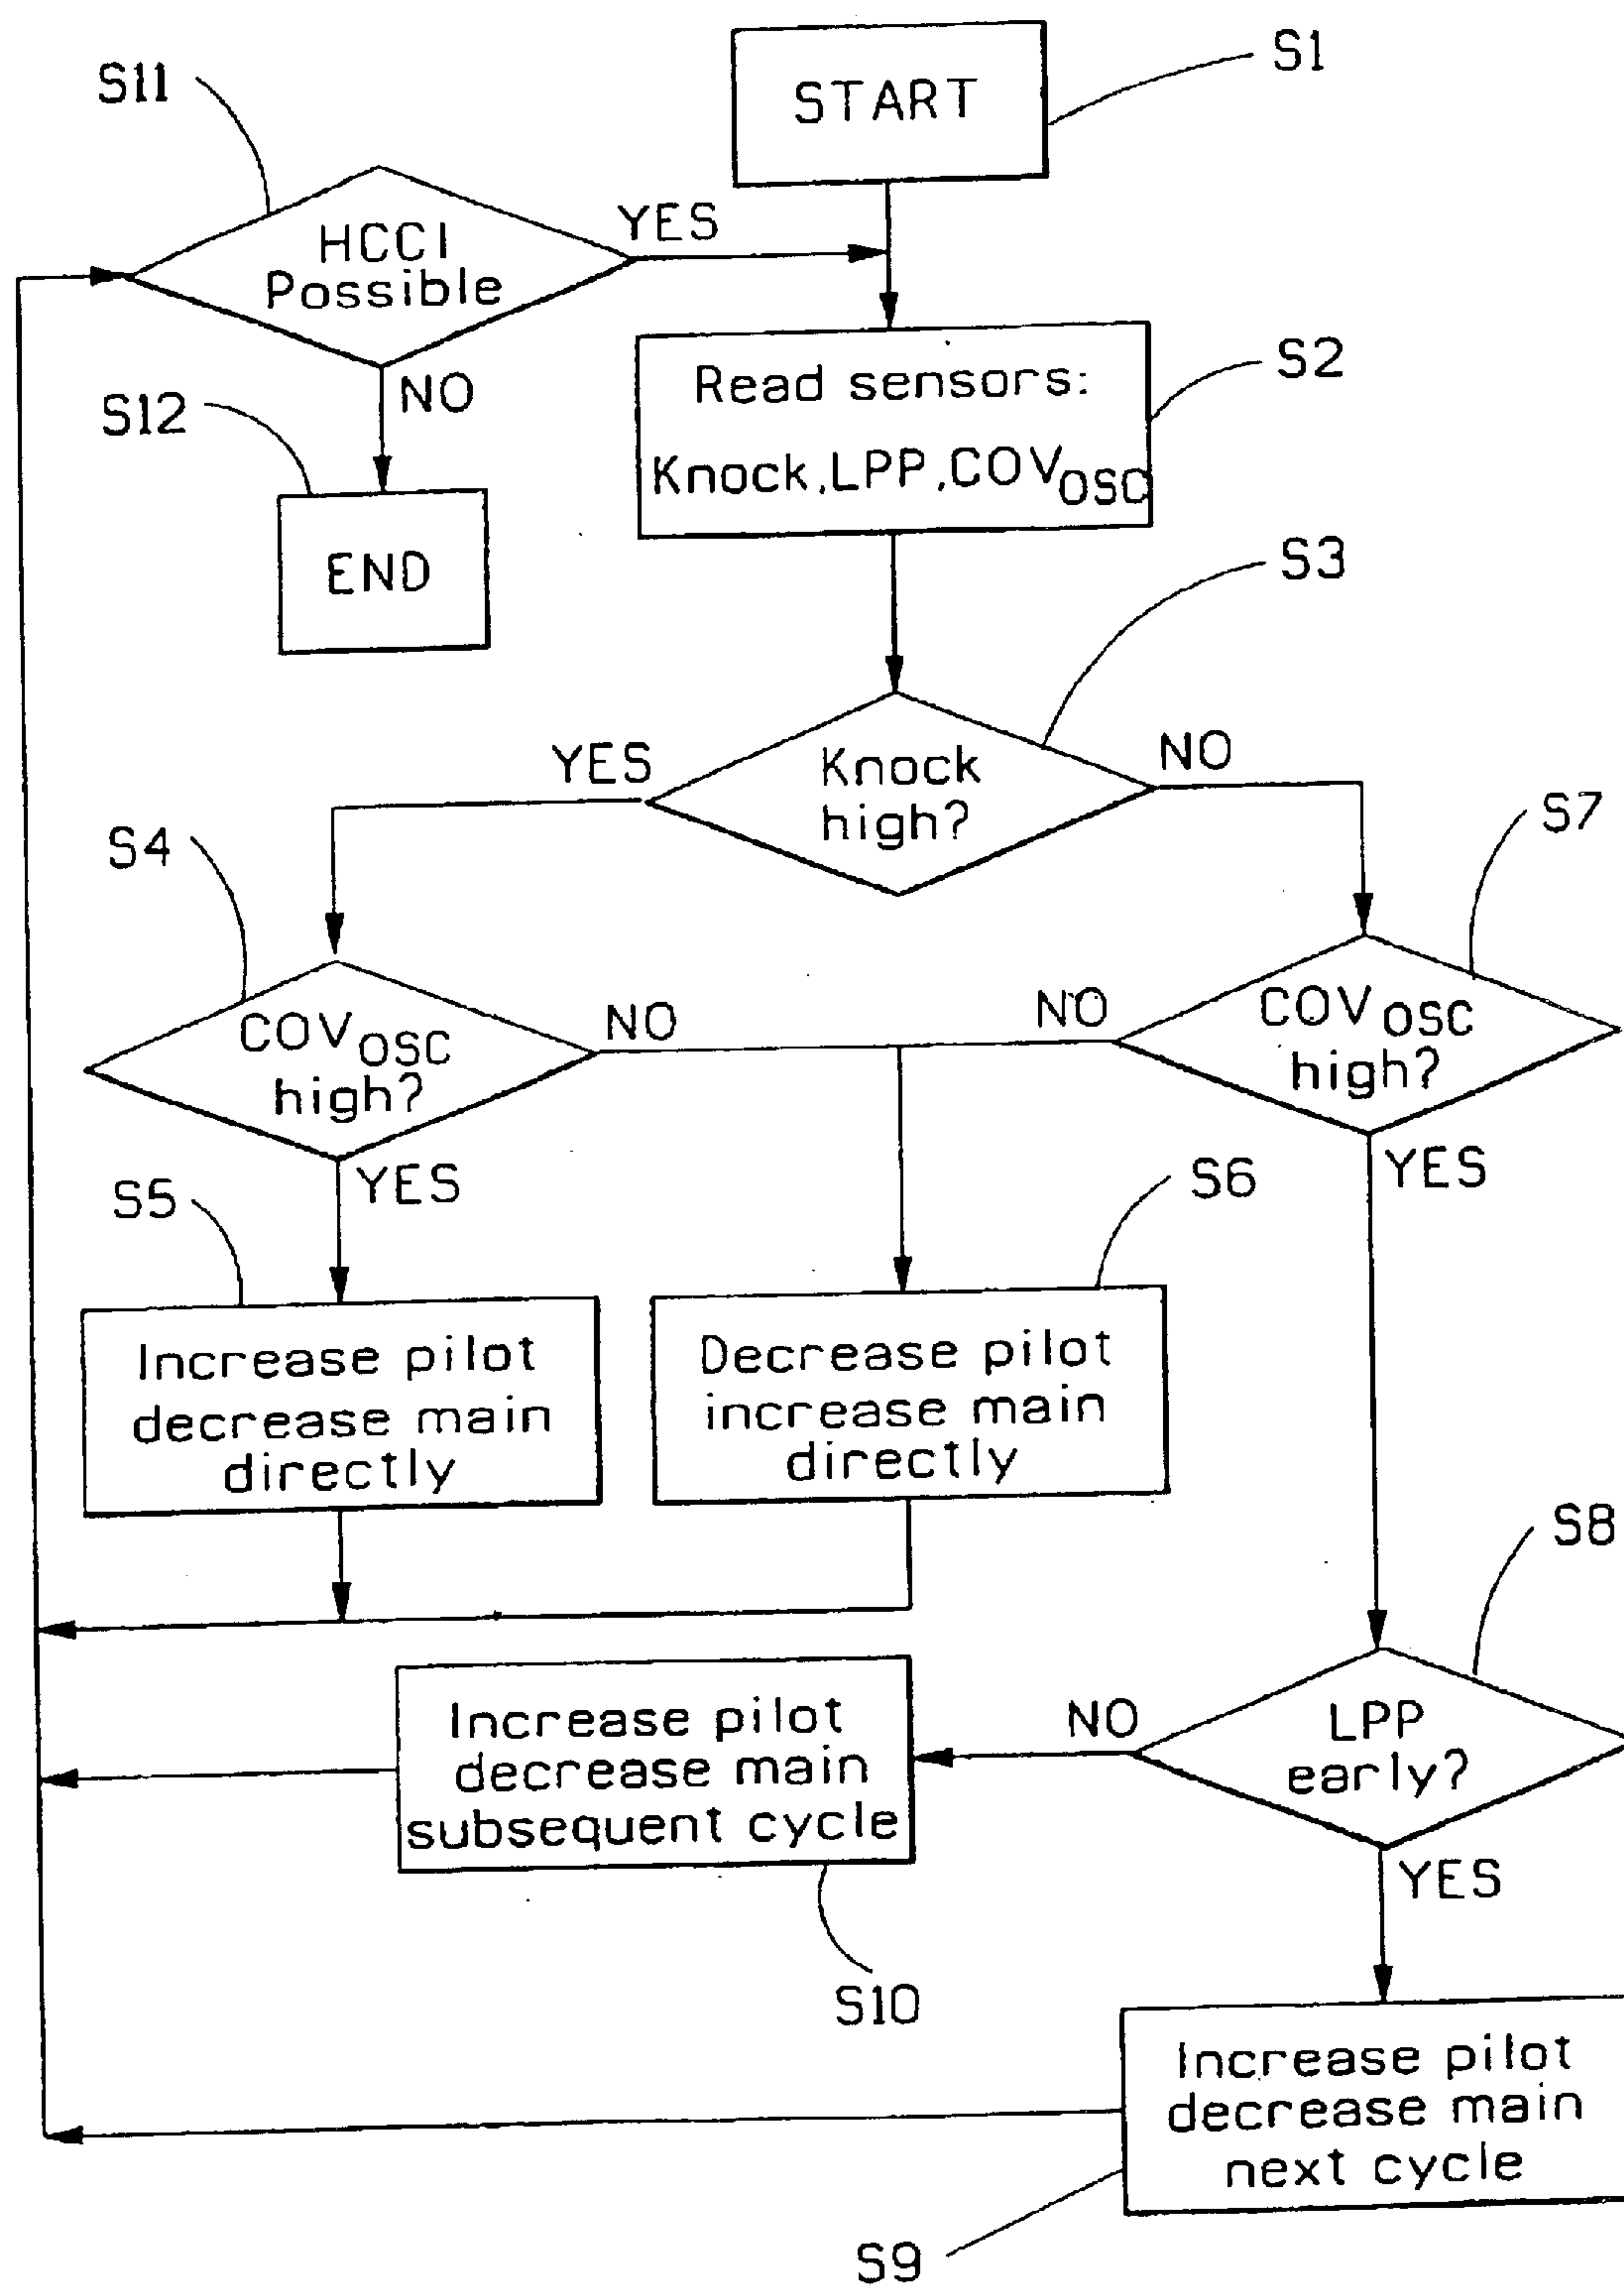 S1
START
S11
HCCI
Possible
YES
NO
S12
END
S2
Read sensors:
Knock,LPP,COVOSC
S3
Knock
high?
YES
NO
S4
COVOSC
high?
NO
YES
S7
COVOSC
high?
NO
YES
S5
Increase pilot
decrease main
directly
S6
Decrease pilot
increase main
directly
S8
LPP
early?
NO
YES
Increase pilot
decrease main
subsequent cycle
S10
Increase pilot
decrease main
next cycle
S9